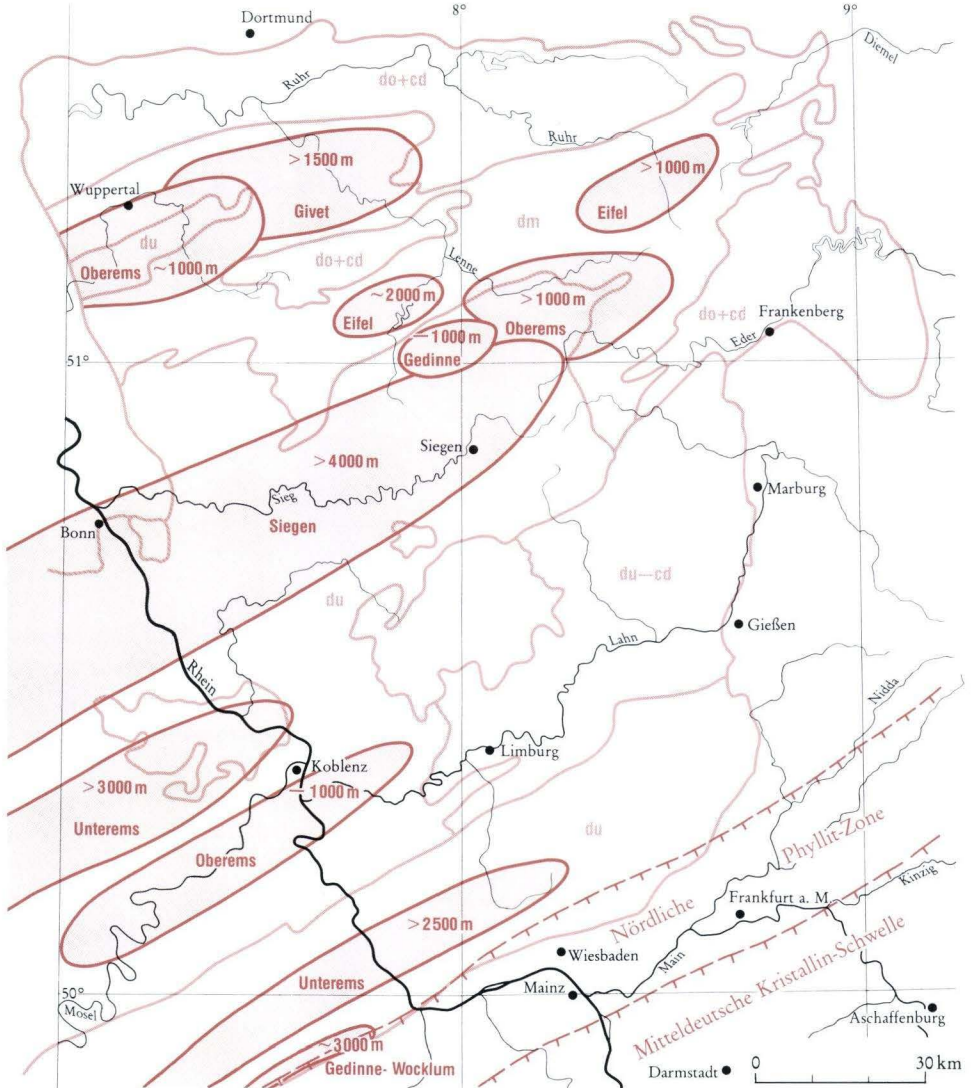 8°
9°
Dortmund
Diemel
Ruhr
do+cd
Ruhr
>1500 m
>1000 m
Wuppertal
Givet
Eifel
dm
du
Oberems
~1000 m
do+cd
Lenne
~2000 m
Eifel
>1000 m
Oberems
do+cd
Frankenberg
Eder
—1000 m
Gedinne
51°
Siegen
>4000 m
Sieg
Siegen
Marburg
Bonn
du
du—cd
Gießen
Lahn
Rhein
Nidda
Limburg
Koblenz
>3000 m
—1000 m
Unterems
Oberems
du
Phyllit-Zone
Kinzig
Frankfurt a. M.
>2500 m
Nördliche
Wiesbaden
Main
Unterems
Mainz
50°
Mosel
Mitteldeutsche Kristallin-Schwelle
Aschaffenburg
~3000 m
Gedinne- Wocklum
Darmstadt
0
30 km